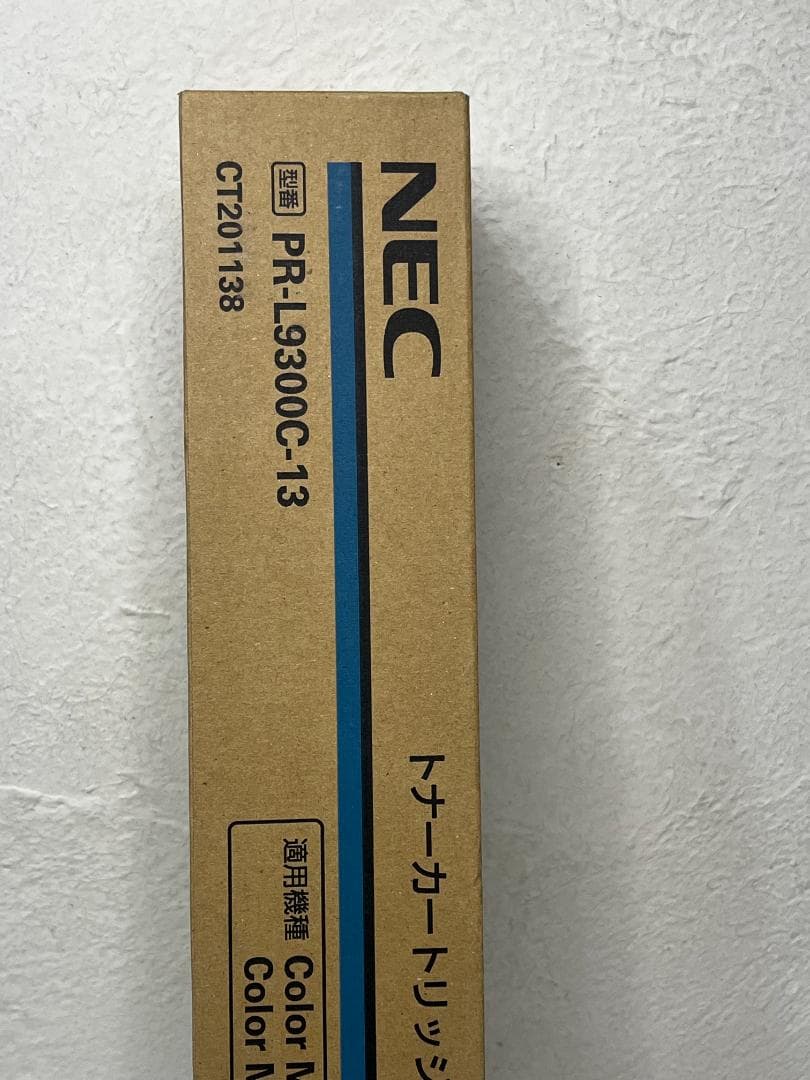 NEC
型番 PR-L9300C-13
CT201138
トナーカートリッジ
適用機種 Color M
Color M